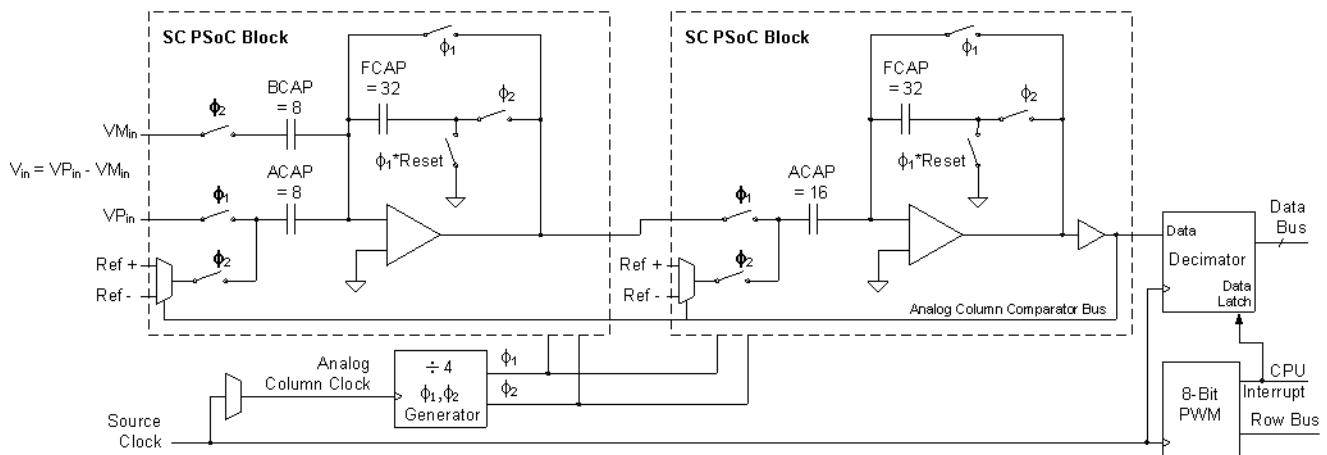 SC PSoC Block
ϕ1
FCAP
= 32
BCAP
= 8
ϕ2
ϕ2
VMin
ϕ1*Reset
Vin = VPin - VMin
ACAP
= 8
ϕ1
VPin
ϕ2
Ref +
Ref -
SC PSoC Block
ϕ1
FCAP
= 32
ϕ2
ϕ1*Reset
ACAP
= 16
ϕ1
ϕ2
Ref +
Ref -
Analog Column Comparator Bus
Data
Bus
Data
Decimator
Data
Latch
Analog
Column Clock
÷ 4
ϕ1,ϕ2
Generator
ϕ1
ϕ2
Source
Clock
8-Bit
PWM
CPU
Interrupt
Row Bus